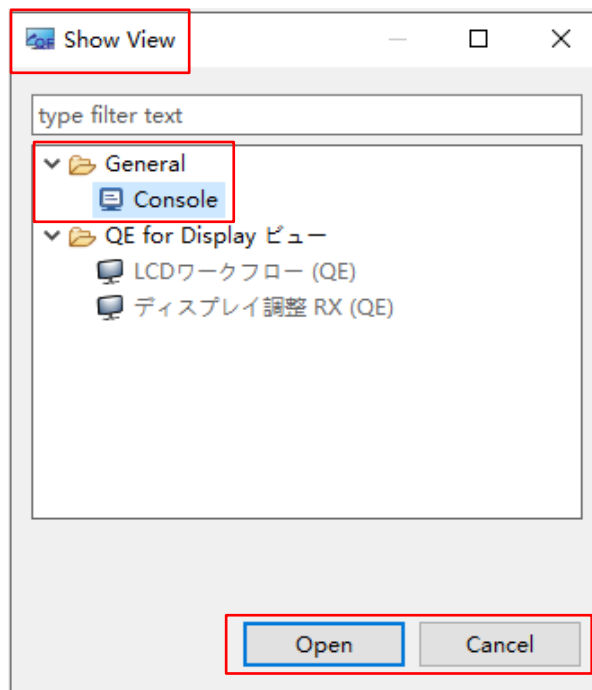 QE Show View
type filter text
General
Console
QE for Display ビュー
LCDワークフロー (QE)
ディスプレイ調整 RX (QE)
Open Cancel